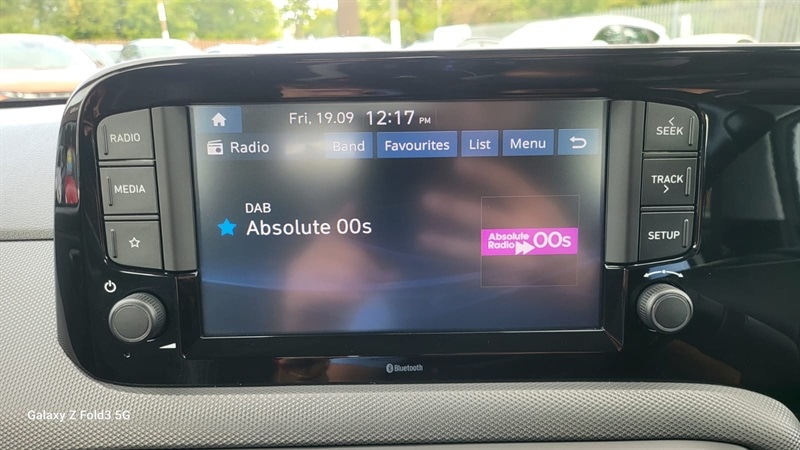 Fri, 19.09 12:17 PM
RADIO
Radio Band Favourites List Menu
< SEEK
MEDIA
TRACK >
DAB
Absolute 00s
Absolute Radio 00s
SETUP
Bluetooth
Galaxy Z Fold3 5G